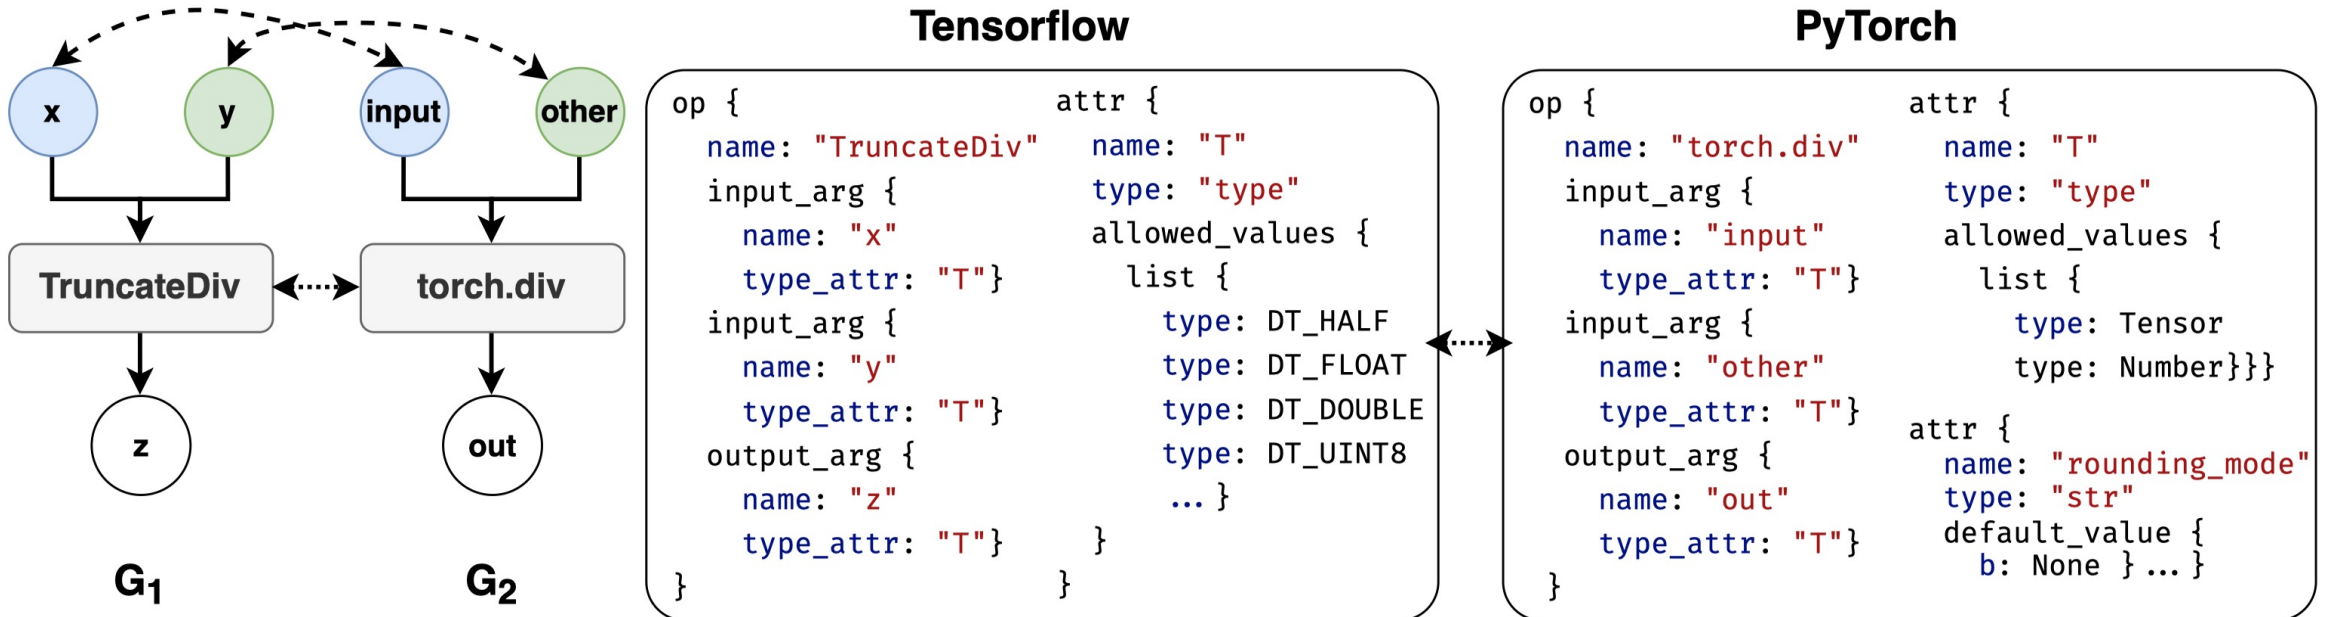 x
y
input
other
TruncateDiv
torch.div
z
out
G1
G2
Tensorflow
op {
name: "TruncateDiv"
input_arg {
name: "x"
type_attr: "T"}
input_arg {
name: "y"
type_attr: "T"}
output_arg {
name: "z"
type_attr: "T"}
}
attr {
name: "T"
type: "type"
allowed_values {
list {
type: DT_HALF
type: DT_FLOAT
type: DT_DOUBLE
type: DT_UINT8
... }
}
}
PyTorch
op {
name: "torch.div"
input_arg {
name: "input"
type_attr: "T"}
input_arg {
name: "other"
type_attr: "T"}
output_arg {
name: "out"
type_attr: "T"}
}
attr {
name: "T"
type: "type"
allowed_values {
list {
type: Tensor
type: Number}}}
attr {
name: "rounding_mode"
type: "str"
default_value {
b: None } ... }